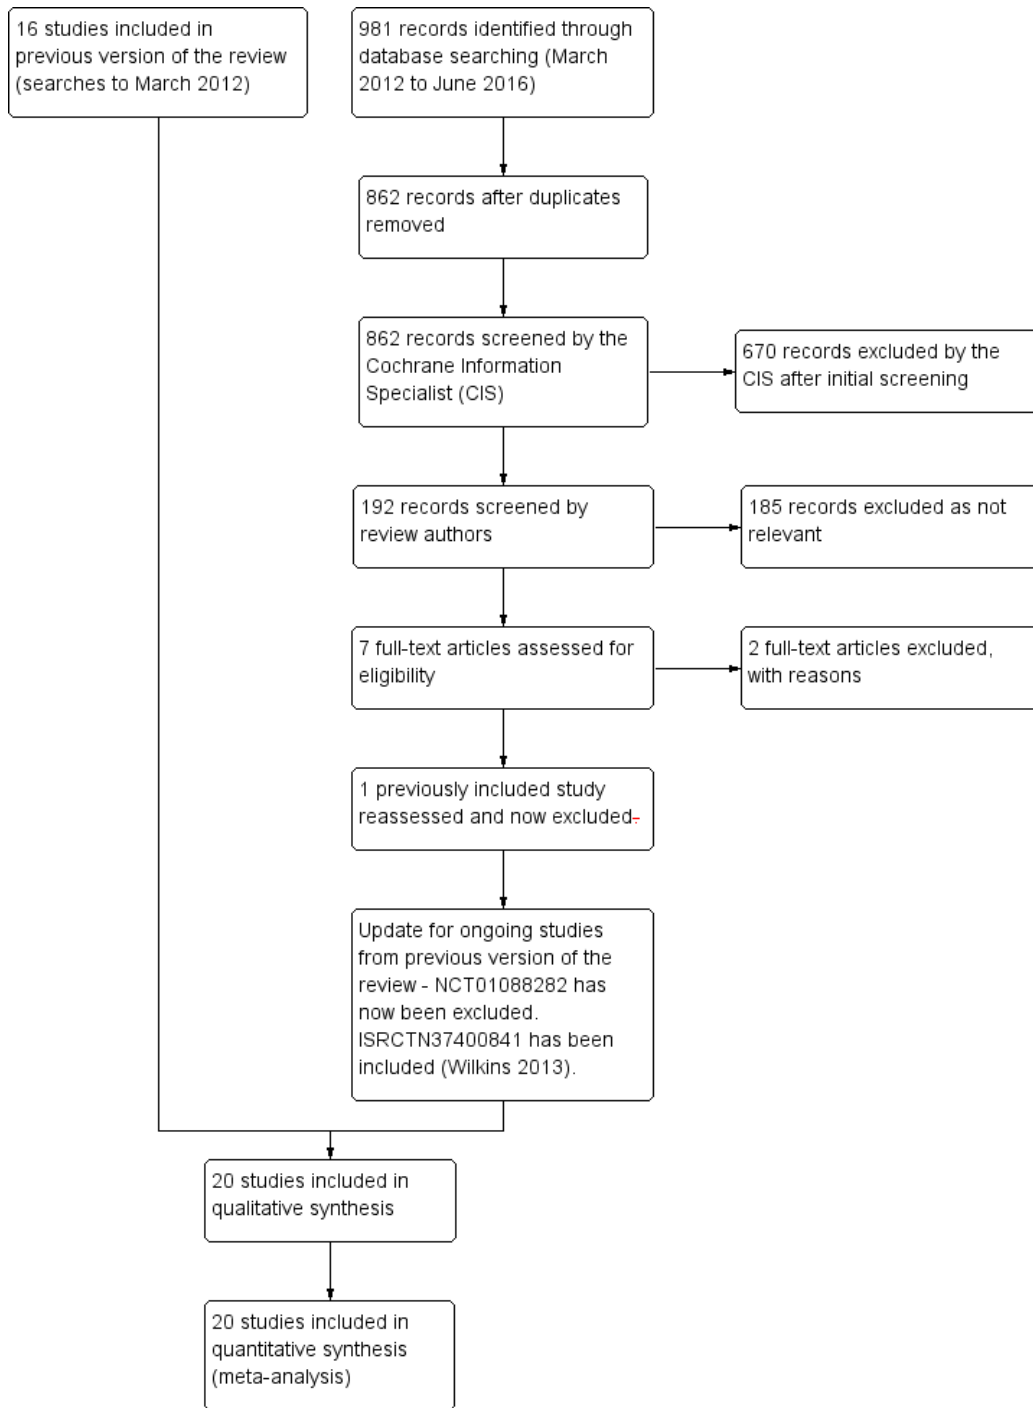 16 studies included in
previous version of the review
(searches to March 2012)
981 records identified through
database searching (March
2012 to June 2016)
862 records after duplicates
removed
862 records screened by the
Cochrane Information
Specialist (CIS)
670 records excluded by the
CIS after initial screening
192 records screened by
review authors
185 records excluded as not
relevant
7 full-text articles assessed for
eligibility
2 full-text articles excluded,
with reasons
1 previously included study
reassessed and now excluded.
Update for ongoing studies
from previous version of the
review - NCT01088282 has
now been excluded.
ISRCTN37400841 has been
included (Wilkins 2013).
20 studies included in
qualitative synthesis
20 studies included in
quantitative synthesis
(meta-analysis)